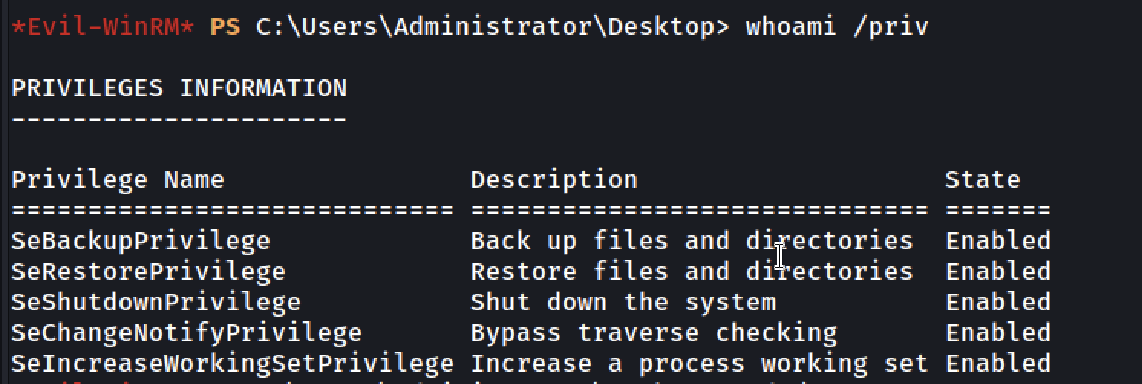 *Evil-WinRM* PS C:\Users\Administrator\Desktop> whoami /priv
PRIVILEGES INFORMATION
----------------------
Privilege Name                Description                    State
============================= ============================== =======
SeBackupPrivilege             Back up files and directories  Enabled
SeRestorePrivilege            Restore files and directories  Enabled
SeShutdownPrivilege           Shut down the system           Enabled
SeChangeNotifyPrivilege       Bypass traverse checking       Enabled
SeIncreaseWorkingSetPrivilege Increase a process working set Enabled